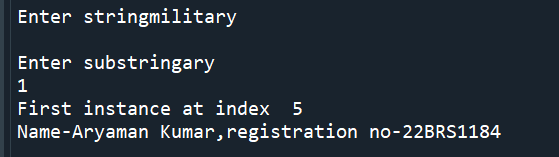 Enter stringmilitary
Enter substringary
1
First instance at index  5
Name-Aryaman Kumar,registration no-22BRS1184